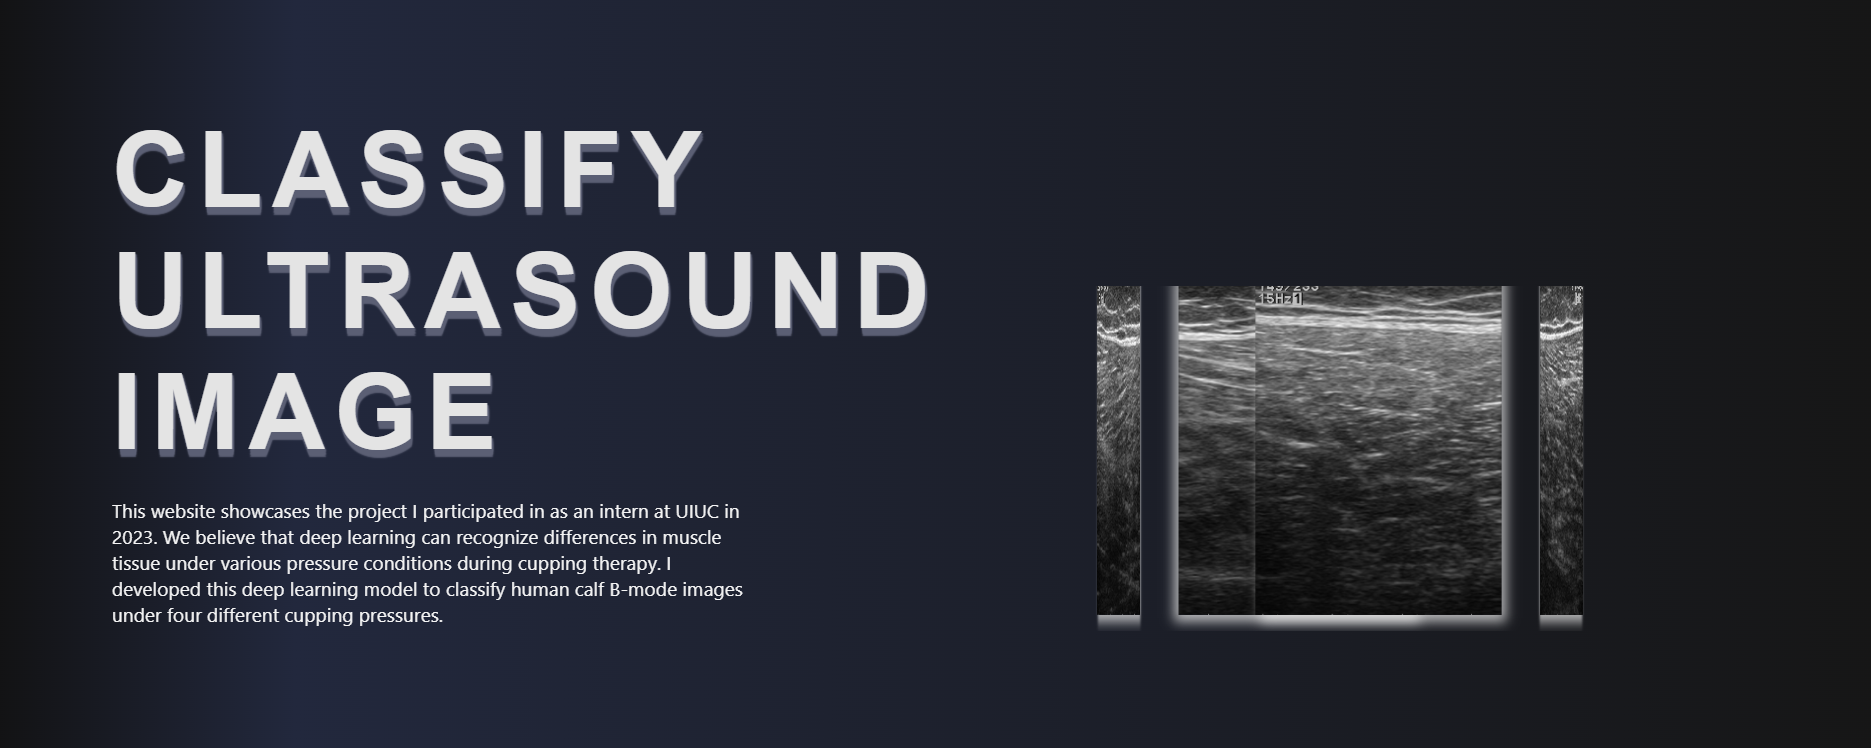 CLASSIFY
ULTRASOUND
IMAGE
This website showcases the project I participated in as an intern at UIUC in
2023. We believe that deep learning can recognize differences in muscle
tissue under various pressure conditions during cupping therapy. I
developed this deep learning model to classify human calf B-mode images
under four different cupping pressures.
15Hz